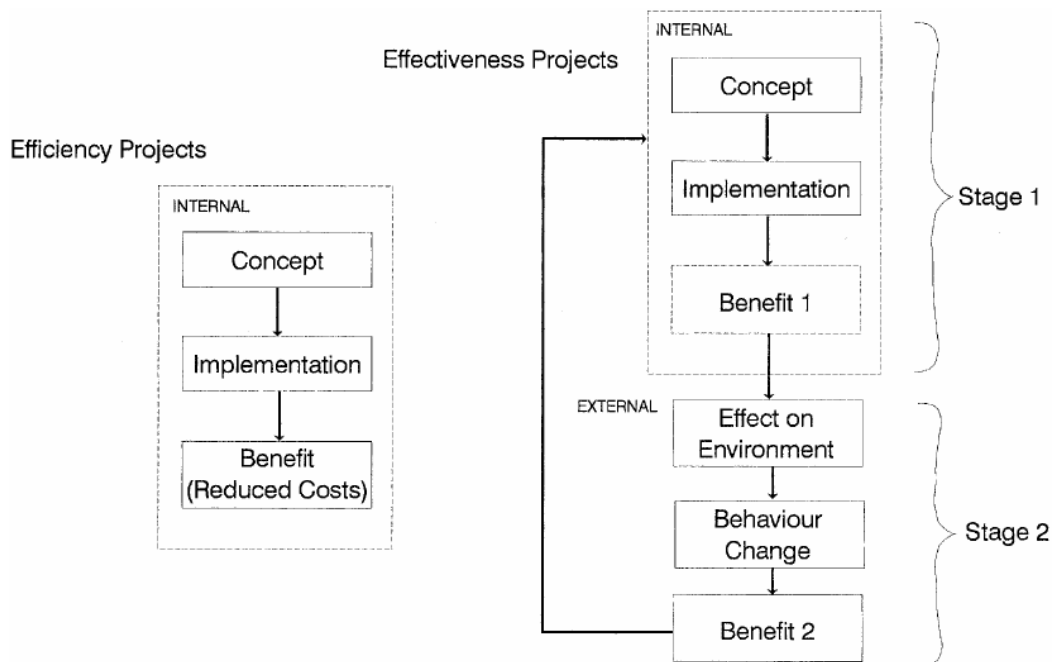 Efficiency Projects
INTERNAL
Concept
Implementation
Benefit
(Reduced Costs)
Effectiveness Projects
INTERNAL
Concept
Implementation
Benefit 1
Stage 1
EXTERNAL
Effect on
Environment
Behaviour
Change
Benefit 2
Stage 2